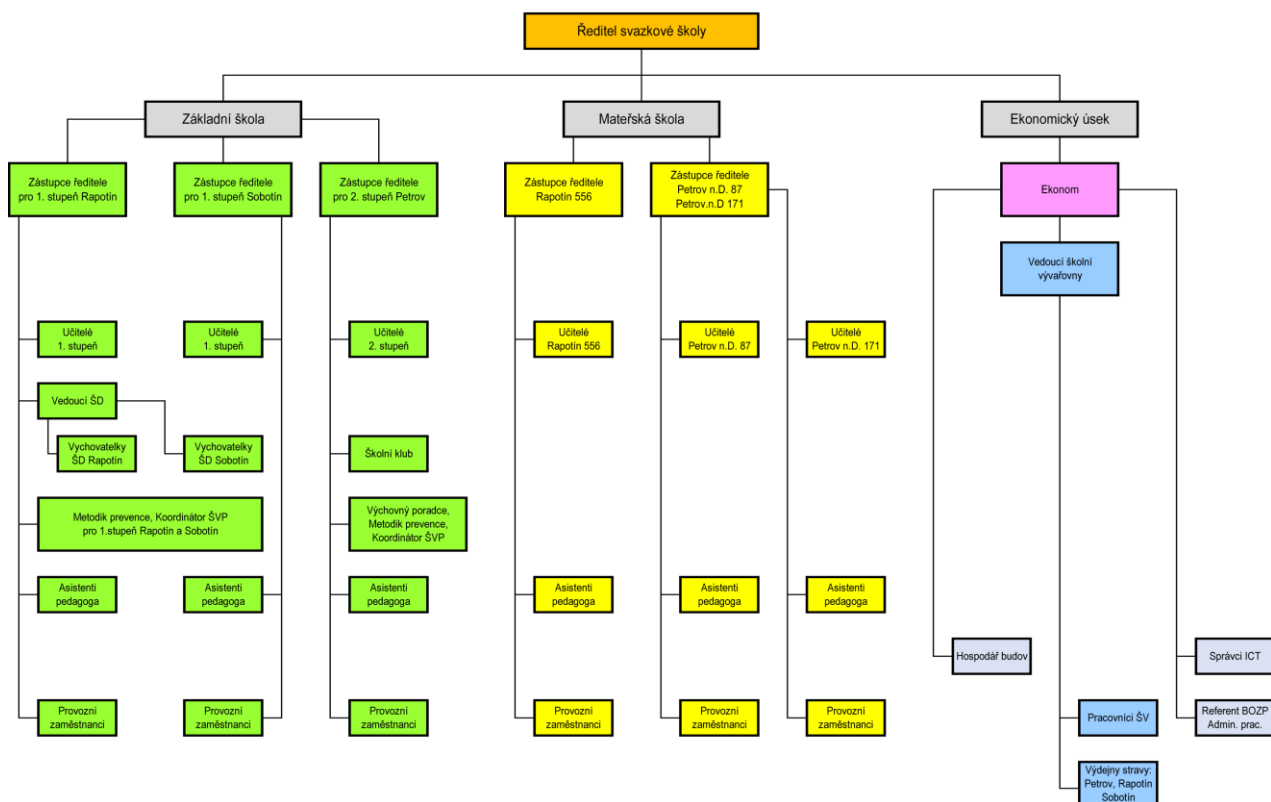 Ředitel svazkové školy
Základní škola
Mateřská škola
Ekonomický úsek
Zástupce ředitele
pro 1. stupeň Rapotín
Zástupce ředitele
pro 1. stupeň Sobotín
Zástupce ředitele
pro 2. stupeň Petrov
Zástupce ředitele
Rapotín 556
Zástupce ředitele
Petrov n.D. 87
Petrov.n.D 171
Ekonom
Vedoucí školní
vývařovny
Učitelé
1. stupeň
Učitelé
1. stupeň
Učitelé
2. stupeň
Učitelé
Rapotín 556
Učitelé
Petrov n.D. 87
Učitelé
Petrov n.D. 171
Vedoucí ŠD
Vychovatelky
ŠD Rapotín
Vychovatelky
ŠD Sobotín
Školní klub
Metodik prevence, Koordinátor ŠVP
pro 1.stupeň Rapotín a Sobotín
Výchovný poradce,
Metodik prevence,
Koordinátor ŠVP
Asistenti
pedagoga
Asistenti
pedagoga
Asistenti
pedagoga
Asistenti
pedagoga
Asistenti
pedagoga
Asistenti
pedagoga
Hospodář budov
Správci ICT
Provozní
zaměstnanci
Provozní
zaměstnanci
Provozní
zaměstnanci
Provozní
zaměstnanci
Provozní
zaměstnanci
Provozní
zaměstnanci
Pracovníci ŠV
Referent BOZP
Admin. prac.
Výdejny stravy:
Petrov, Rapotín
Sobotín